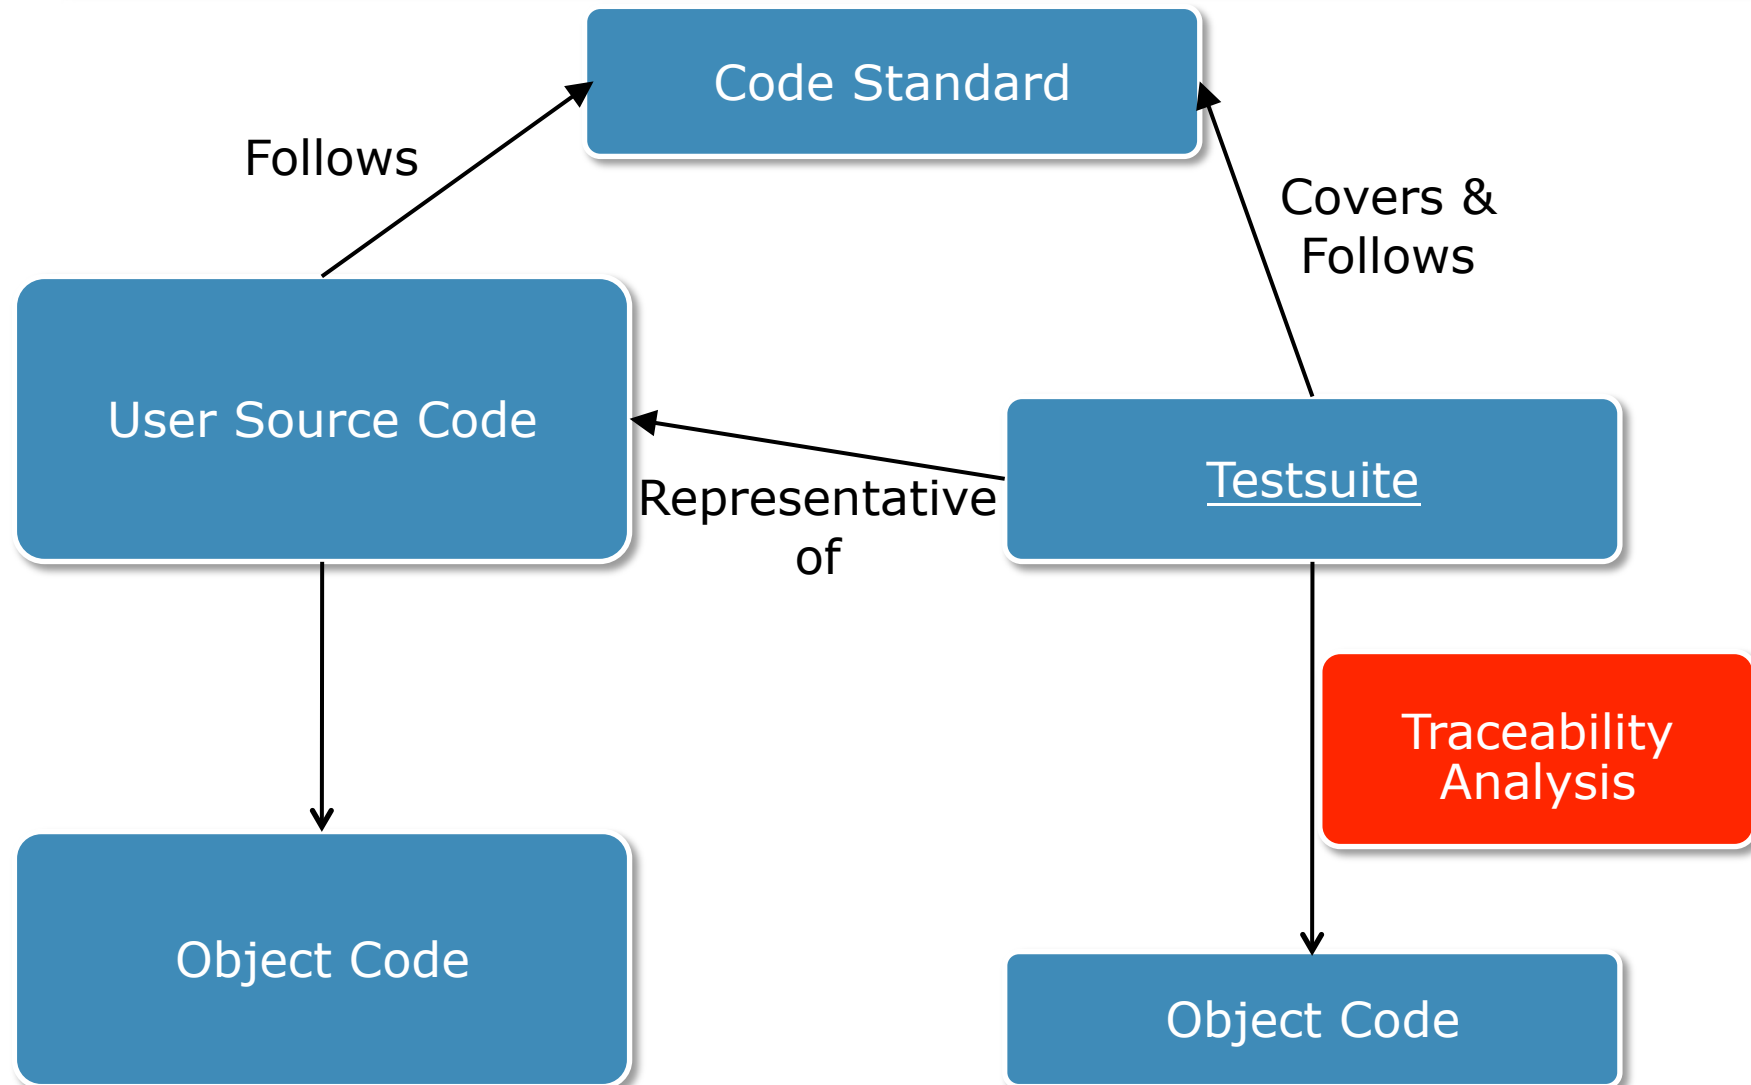 Code Standard
Follows
Covers &
Follows
User Source Code
Testsuite
Representative
of
Traceability
Analysis
Object Code
Object Code